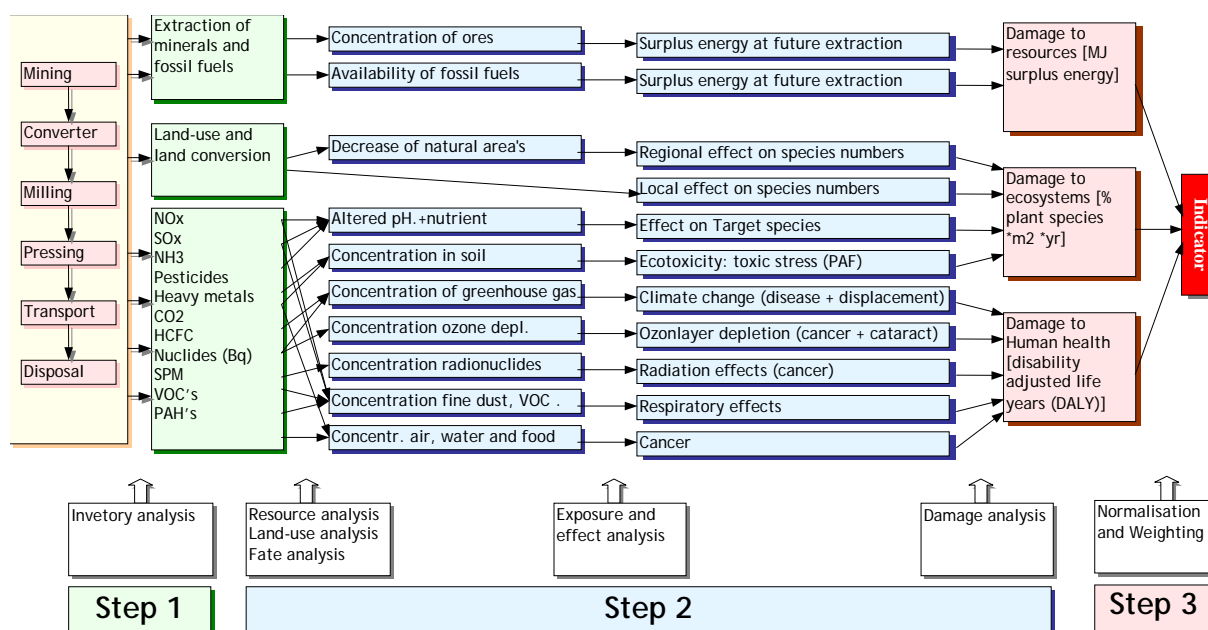 Mining
Converter
Milling
Pressing
Transport
Disposal
Extraction of
minerals and
fossil fuels
Land-use and
land conversion
NOx
SOx
NH3
Pesticides
Heavy metals
CO2
HCFC
Nuclides (Bq)
SPM
VOC's
PAH's
Concentration of ores
Availability of fossil fuels
Decrease of natural area's
Altered pH.+nutrient
Concentration in soil
Concentration of greenhouse gas
Concentration ozone depl.
Concentration radionuclides
Concentration fine dust, VOC .
Concentr. air, water and food
Surplus energy at future extraction
Surplus energy at future extraction
Regional effect on species numbers
Local effect on species numbers
Effect on Target species
Ecotoxicity: toxic stress (PAF)
Climate change (disease + displacement)
Ozonlayer depletion (cancer + cataract)
Radiation effects (cancer)
Respiratory effects
Cancer
Damage to
resources [MJ
surplus energy]
Damage to
ecosystems [%
plant species
*m2 *yr]
Damage to
Human health
[disability
adjusted life
years (DALY)]
Indicator
Invetory analysis
Resource analysis
Land-use analysis
Fate analysis
Exposure and
effect analysis
Damage analysis
Normalisation
and Weighting
Step 1
Step 2
Step 3